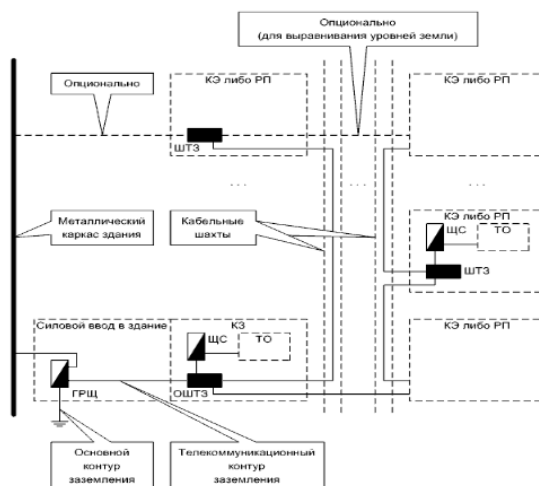 Опционально
(для выравнивания уровней земли)
Опционально
КЭ либо РП
КЭ либо РП
ШТЗ
...
...
...
Металлический
каркас здания
Кабельные
шахты
КЭ либо РП
ЩС
ТО
ШТЗ
Силовой ввод в здание
КЗ
КЭ либо РП
ЩС
ТО
ГРЩ
ОШТЗ
Основной
контур
заземления
Телекоммуникационный
контур
заземления